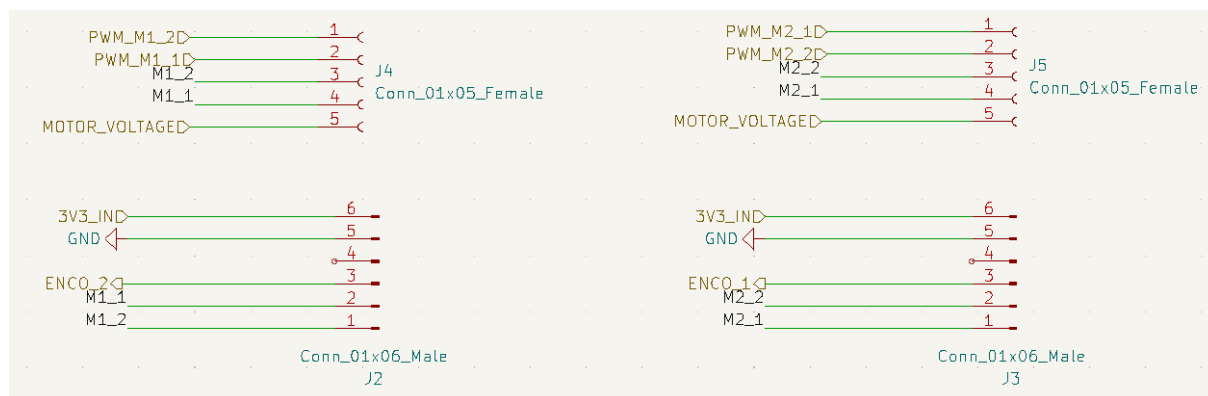 PWM_M1_2 1
PWM_M1_1 2
M1_2 3
M1_1 4
MOTOR_VOLTAGE 5
J4
Conn_01x05_Female
PWM_M2_1 1
PWM_M2_2 2
M2_2 3
M2_1 4
MOTOR_VOLTAGE 5
J5
Conn_01x05_Female
3V3_IN 6
GND 5
4
ENCO_2 3
M1_1 2
M1_2 1
Conn_01x06_Male
J2
3V3_IN 6
GND 5
4
ENCO_1 3
M2_2 2
M2_1 1
Conn_01x06_Male
J3